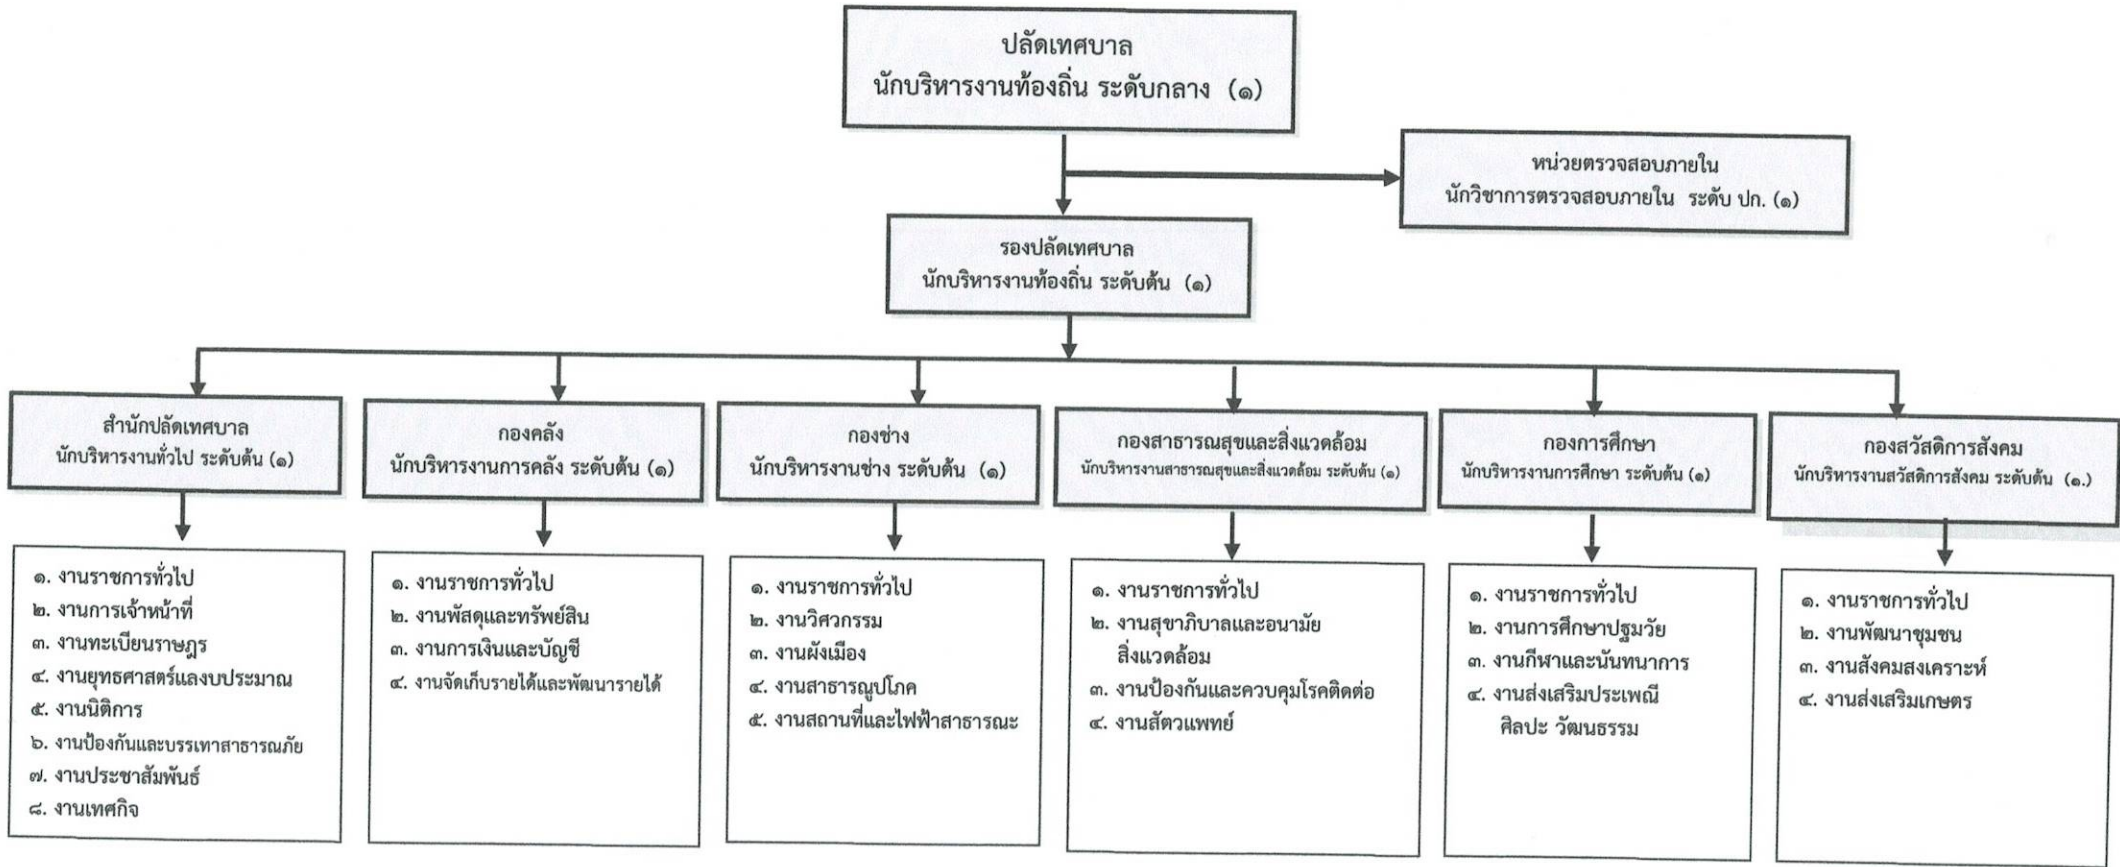 ปลัดเทศบาล
นักบริหารงานท้องถิ่น ระดับกลาง (๑)
หน่วยตรวจสอบภายใน
นักวิชาการตรวจสอบภายใน ระดับ ปก. (๑)
รองปลัดเทศบาล
นักบริหารงานท้องถิ่น ระดับต้น (๑)
สำนักปลัดเทศบาล
นักบริหารงานทั่วไป ระดับต้น (๑)
กองคลัง
นักบริหารงานการคลัง ระดับต้น (๑)
กองช่าง
นักบริหารงานช่าง ระดับต้น (๑)
กองสาธารณสุขและสิ่งแวดล้อม
นักบริหารงานสาธารณสุขและสิ่งแวดล้อม ระดับต้น (๑)
กองการศึกษา
นักบริหารงานการศึกษา ระดับต้น (๑)
กองสวัสดิการสังคม
นักบริหารงานสวัสดิการสังคม ระดับต้น (๑.)
๑. งานราชการทั่วไป
๒. งานการเจ้าหน้าที่
๓. งานทะเบียนราษฎร
๔. งานยุทธศาสตร์แลงบประมาณ
๕. งานนิติการ
๖. งานป้องกันและบรรเทาสาธารณภัย
๗. งานประชาสัมพันธ์
๘. งานเทศกิจ
๑. งานราชการทั่วไป
๒. งานพัสดุและทรัพย์สิน
๓. งานการเงินและบัญชี
๔. งานจัดเก็บรายได้และพัฒนารายได้
๑. งานราชการทั่วไป
๒. งานวิศวกรรม
๓. งานผังเมือง
๔. งานสาธารณูปโภค
๕. งานสถานที่และไฟฟ้าสาธารณะ
๑. งานราชการทั่วไป
๒. งานสุขาภิบาลและอนามัย
สิ่งแวดล้อม
๓. งานป้องกันและควบคุมโรคติดต่อ
๔. งานสัตวแพทย์
๑. งานราชการทั่วไป
๒. งานการศึกษาปฐมวัย
๓. งานกีฬาและนันทนาการ
๔. งานส่งเสริมประเพณี
ศิลปะ วัฒนธรรม
๑. งานราชการทั่วไป
๒. งานพัฒนาชุมชน
๓. งานสังคมสงเคราะห์
๔. งานส่งเสริมเกษตร